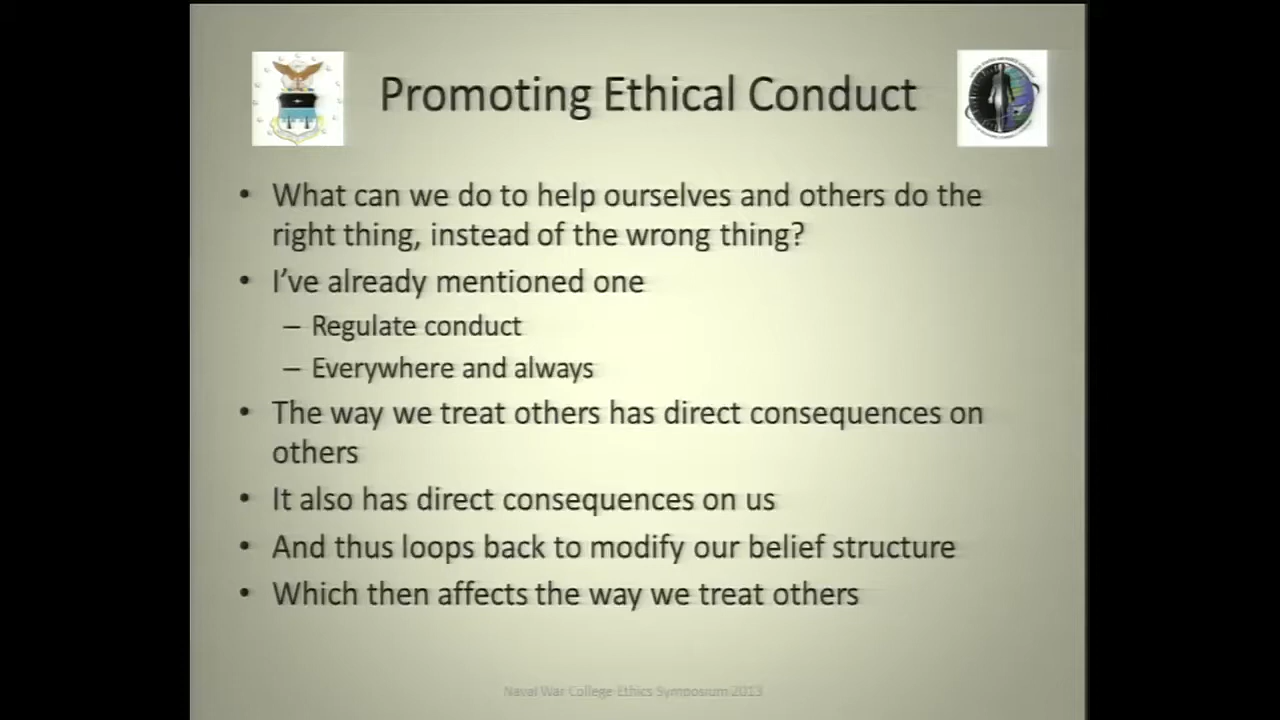 Promoting Ethical Conduct
• What can we do to help ourselves and others do the
right thing, instead of the wrong thing?
• I've already mentioned one
– Regulate conduct
– Everywhere and always
• The way we treat others has direct consequences on
others
• It also has direct consequences on us
• And thus loops back to modify our belief structure
• Which then affects the way we treat others
Naval War College Ethics Symposium 2013